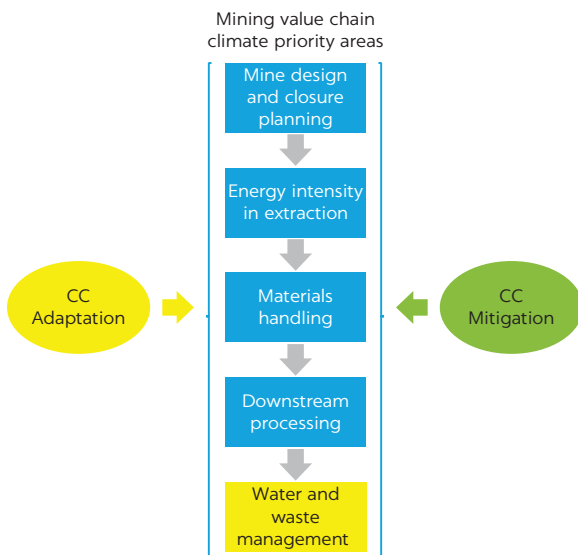 Mining value chain
climate priority areas
Mine design
and closure
planning
Energy intensity
in extraction
CC
Adaptation
Materials
handling
CC
Mitigation
Downstream
processing
Water and
waste
management